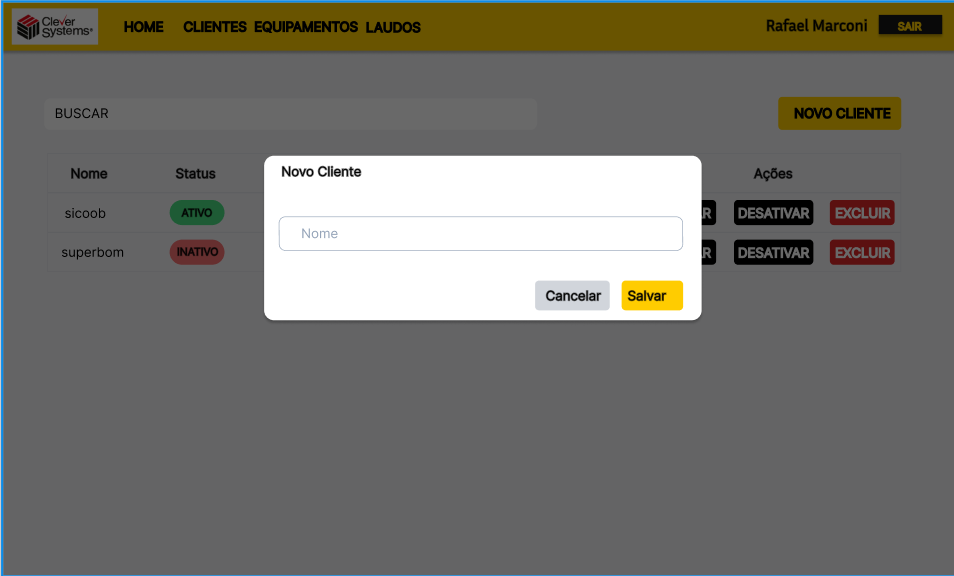 Clever
Systems
HOME CLIENTES EQUIPAMENTOS LAUDOS Rafael Marconi SAIR
BUSCAR NOVO CLIENTE
Nome Status Ações
Novo Cliente
sicoob ATIVO R DESATIVAR EXCLUIR
Nome
superbom INATIVO R DESATIVAR EXCLUIR
Cancelar Salvar